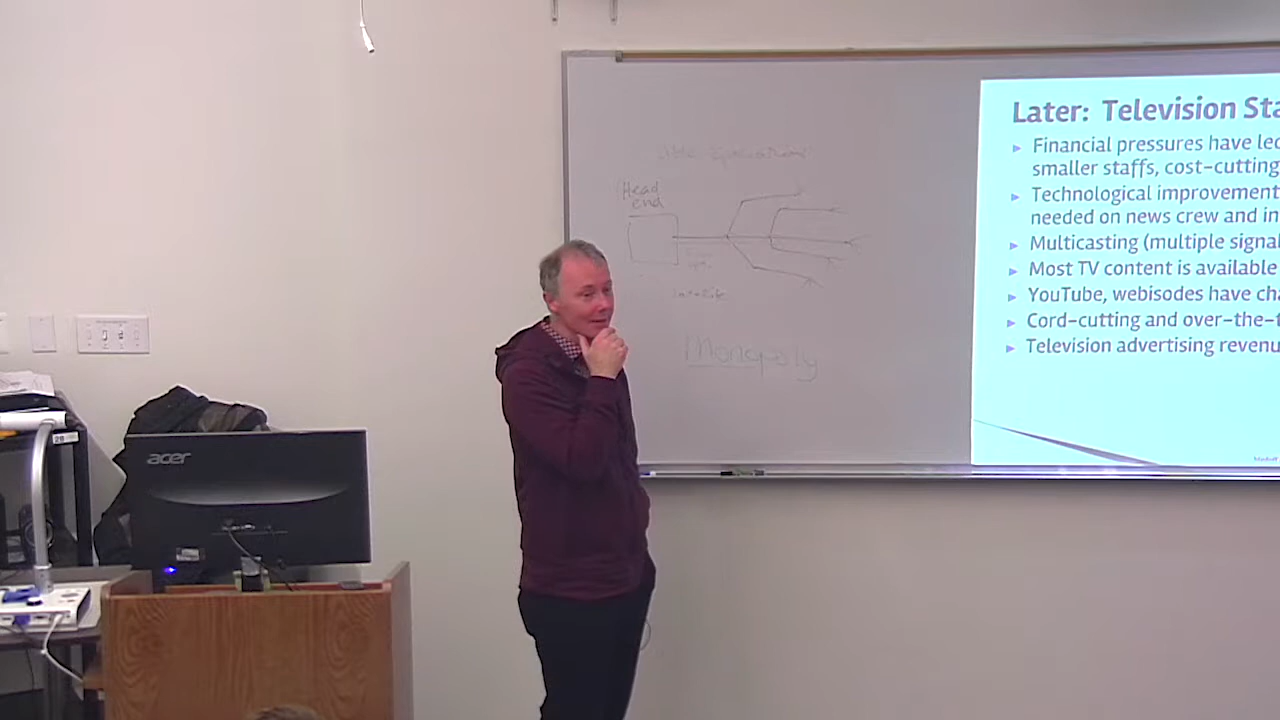 Head
end
Monopoly
acer
Later: Television Sta
Financial pressures have led
smaller staffs, cost-cutting
Technological improvement
needed on news crew and in
Multicasting (multiple signal
Most TV content is available
YouTube, webisodes have cha
Cord-cutting and over-the-t
Television advertising revenu